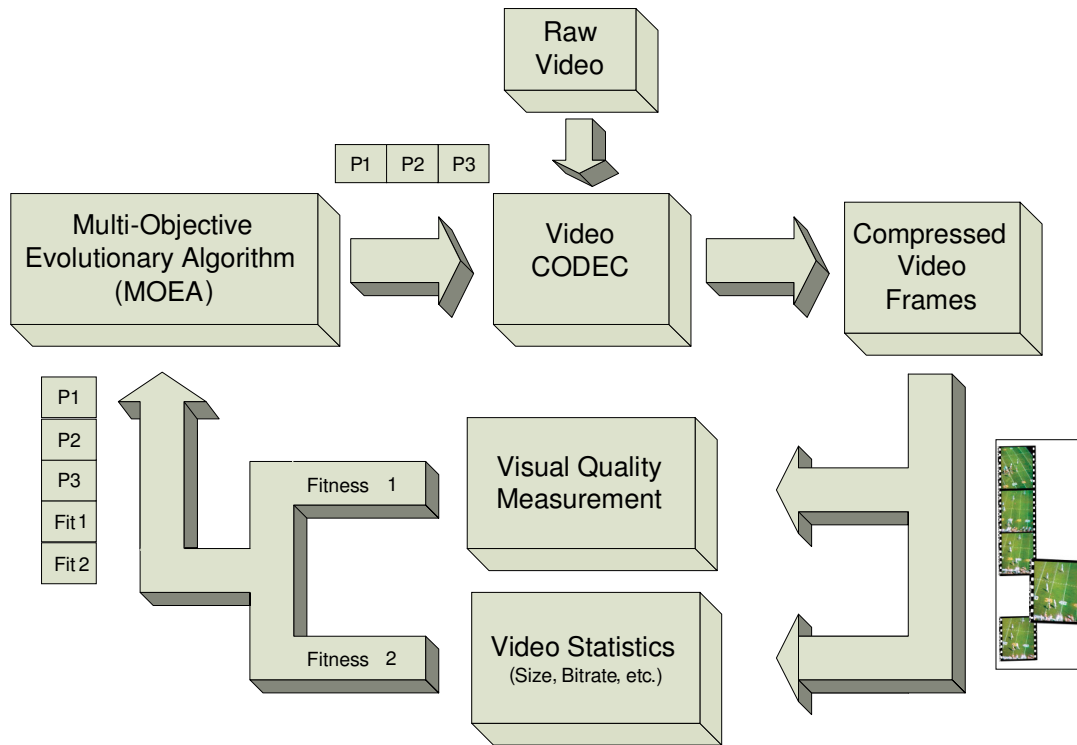 Raw
Video
P1 P2 P3
Multi-Objective
Evolutionary Algorithm
(MOEA)
Video
CODEC
Compressed
Video
Frames
P1
P2
P3
Fit 1
Fit 2
Fitness 1
Visual Quality
Measurement
Fitness 2
Video Statistics
(Size, Bitrate, etc.)